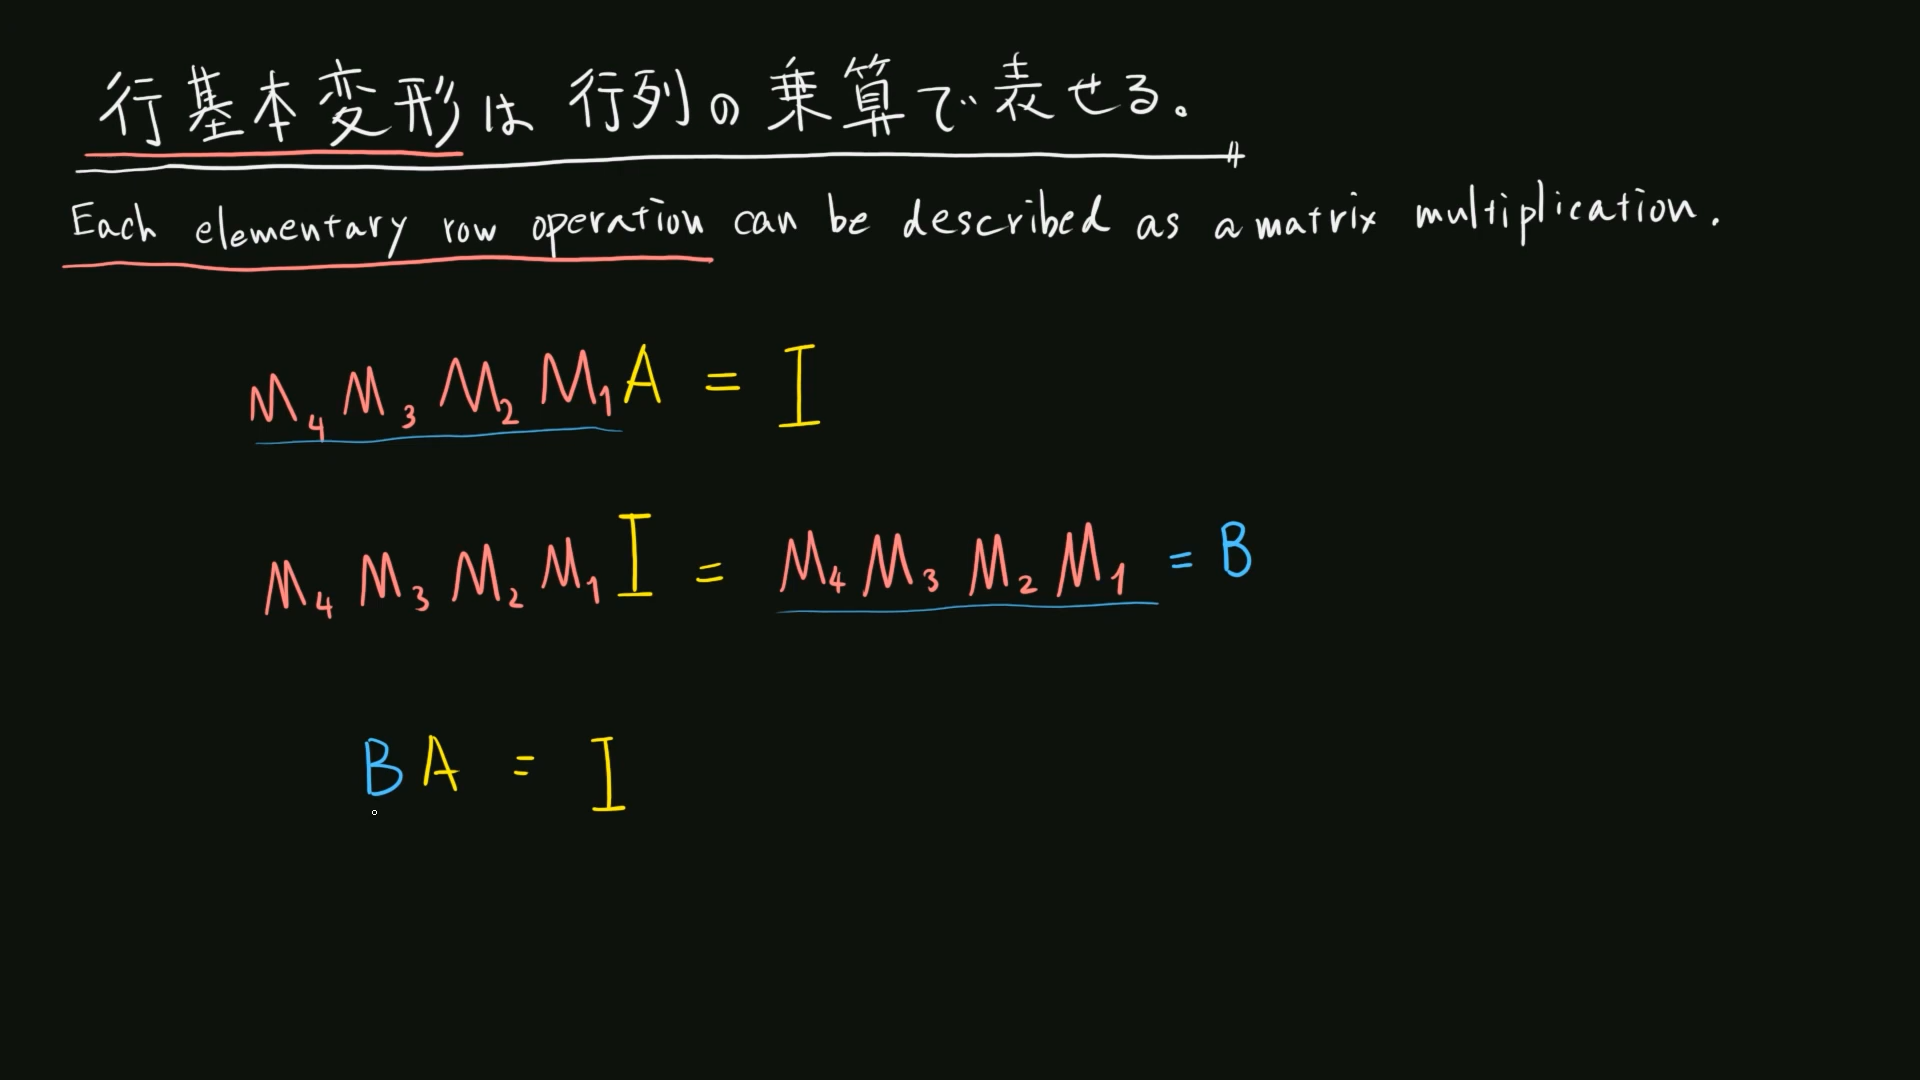 行基本変形は行列の乗算で表せる。
Each elementary row operation can be described as a matrix multiplication.
M₄ M₃ M₂ M₁ A = I
M₄ M₃ M₂ M₁ I = M₄ M₃ M₂ M₁ = B
B A = I